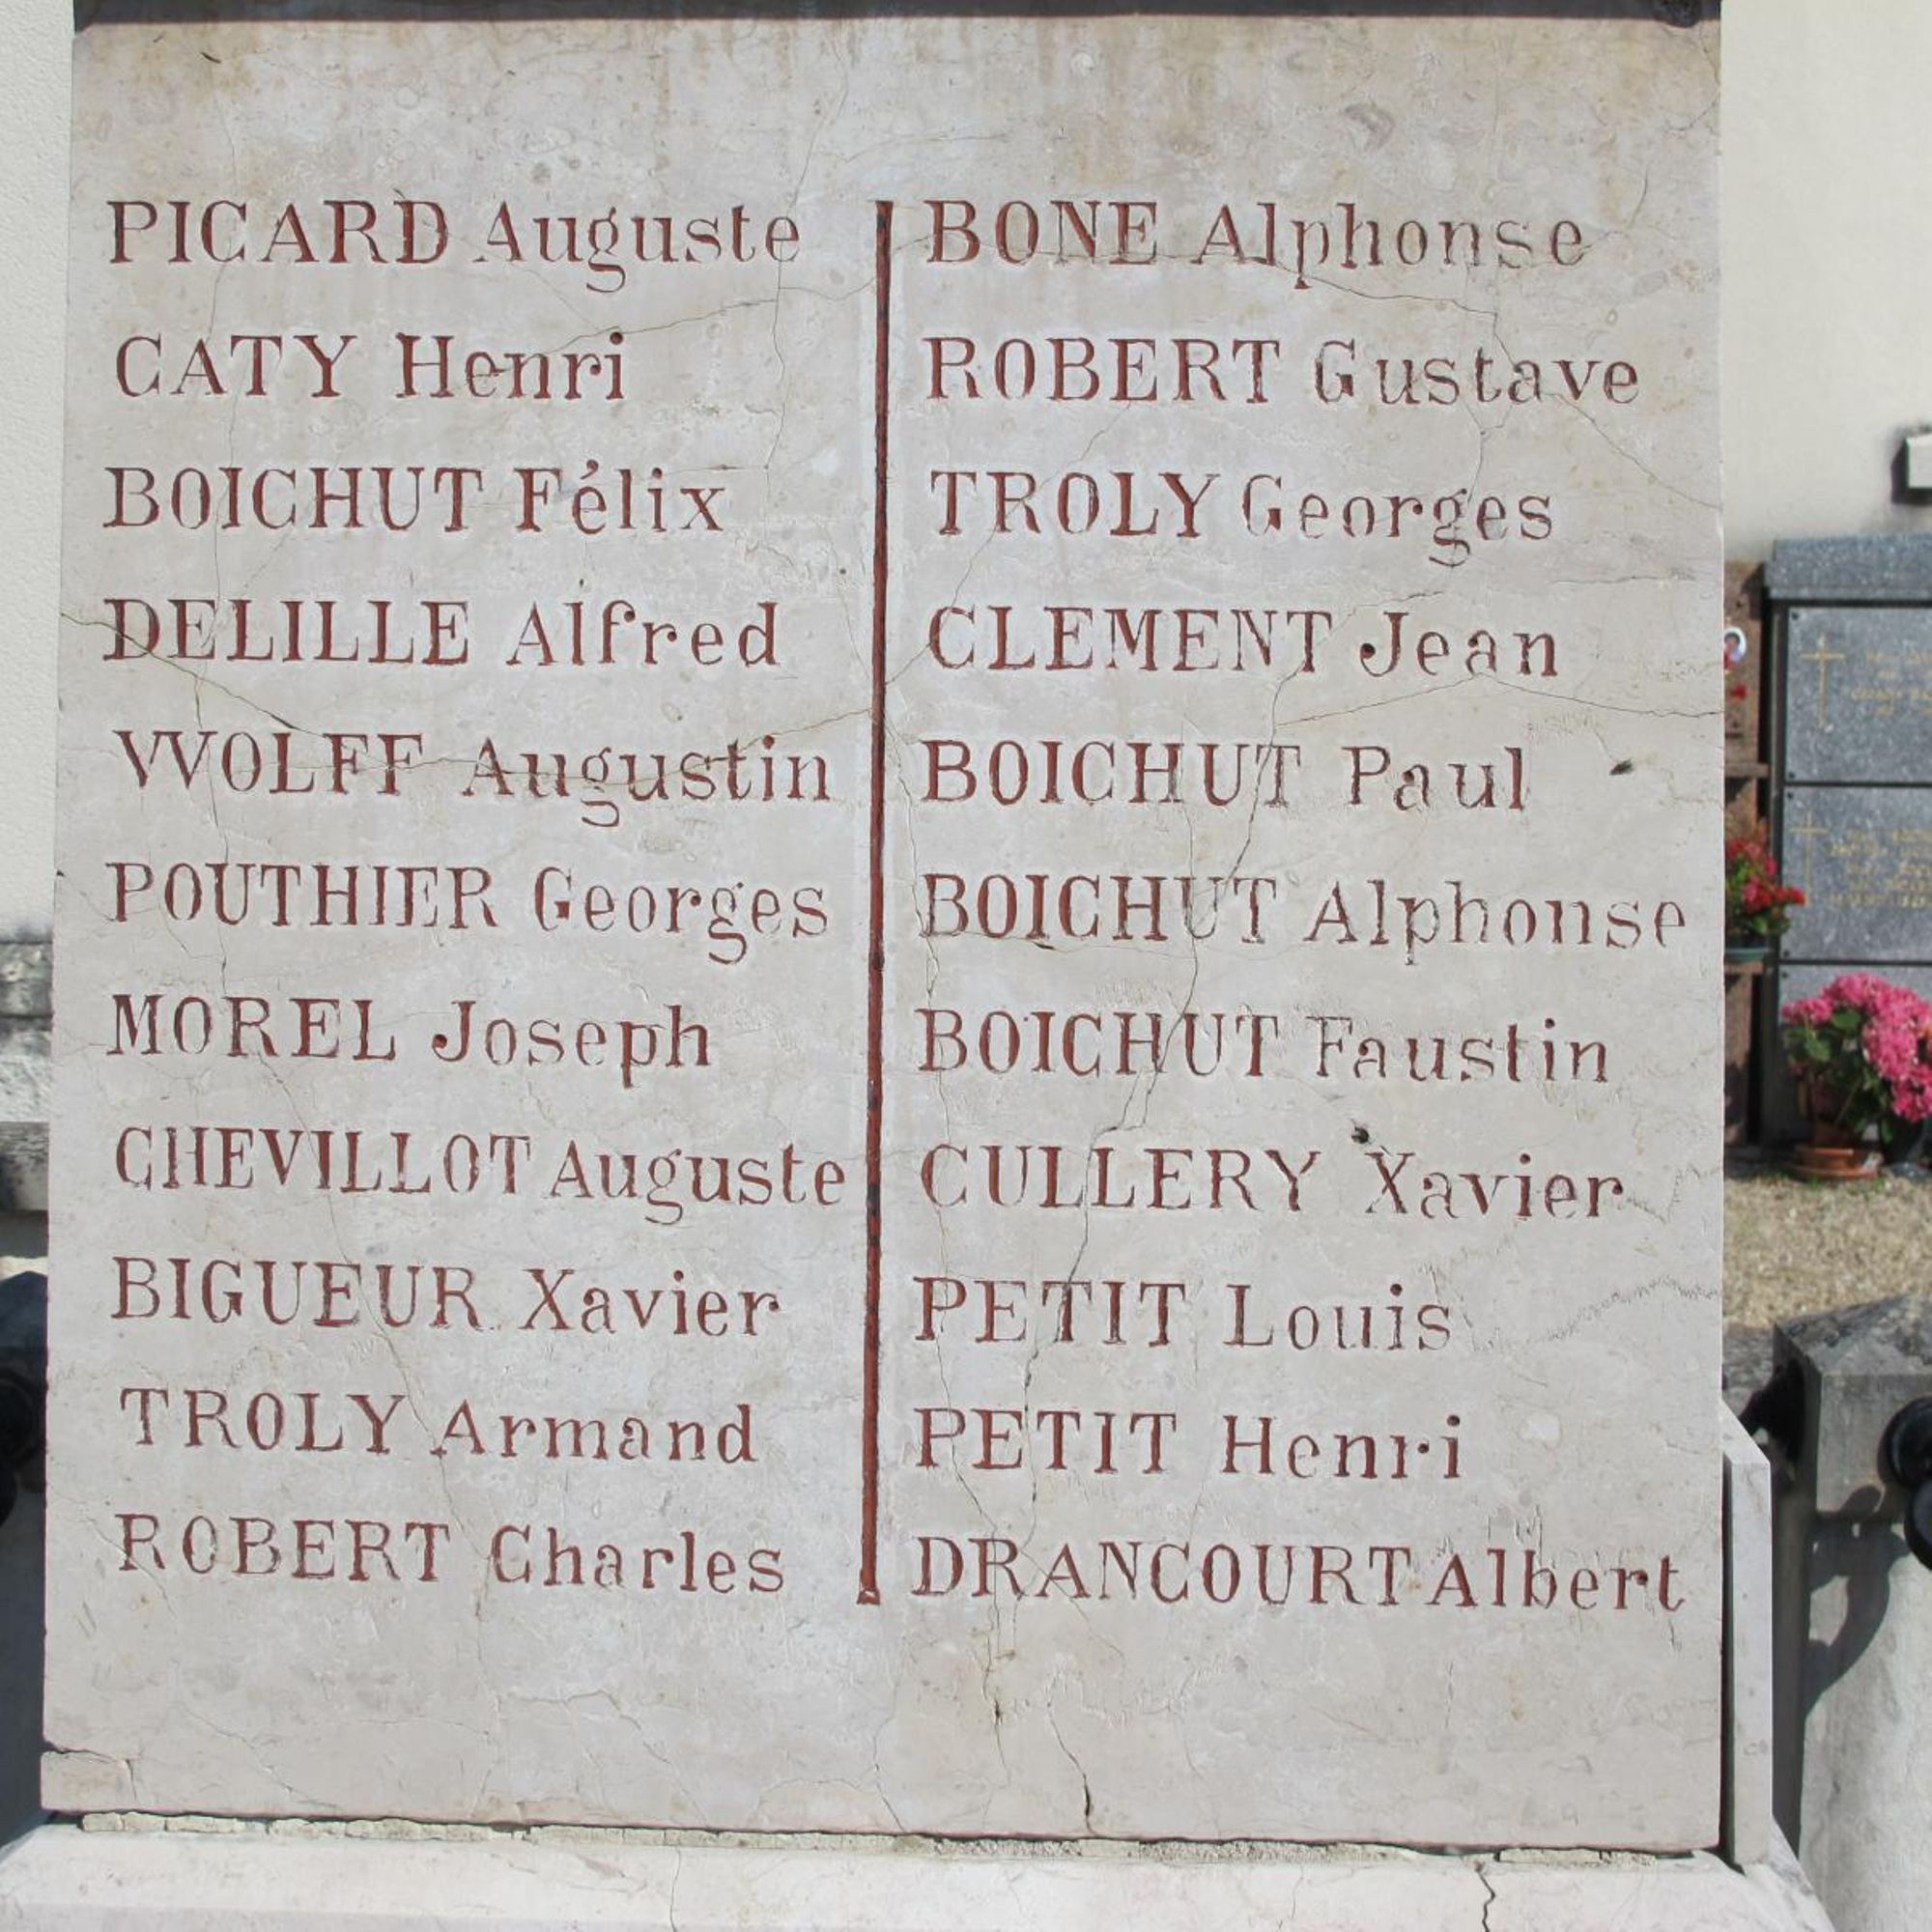 PICARD Auguste
CATY Henri
BOICHUT Félix
DELILLE Alfred
WOLFF Augustin
POUTHIER Georges
MOREL Joseph
CHEVILLOT Auguste
BIGUEUR Xavier
TROLY Armand
ROBERT Charles
BONE Alphonse
ROBERT Gustave
TROLY Georges
CLEMENT Jean
BOICHUT Paul
BOICHUT Alphonse
BOICHUT Faustin
CULLERY Xavier
PETIT Louis
PETIT Henri
DRANCOURT Albert